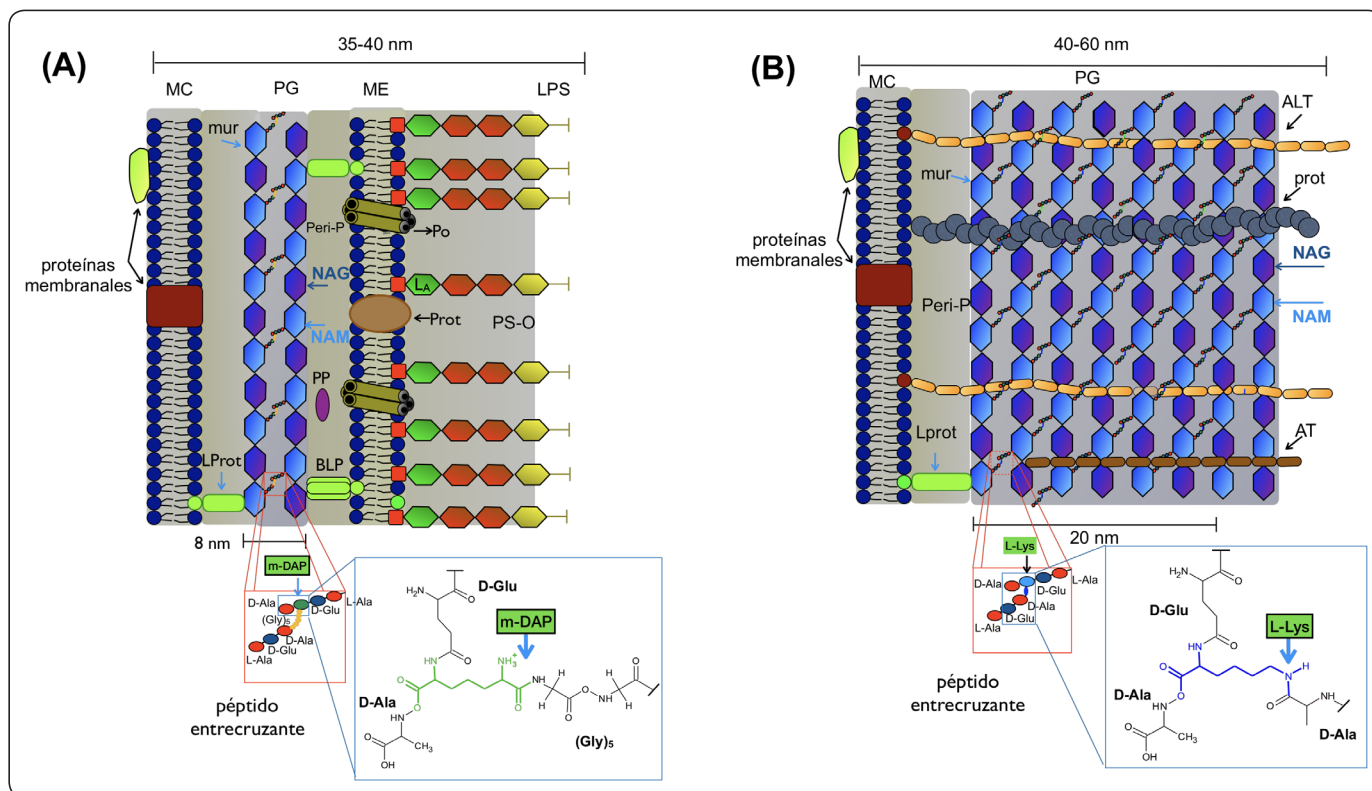 (A)
35-40 nm
MC
PG
ME
LPS
mur
Peri-P
Po
NAG
proteínas
membranales
L_A
Prot
PS-O
NAM
PP
LProt
BLP
8 nm
m-DAP
D-Ala
L-Ala
(Gly)5
D-Glu
D-Ala
D-Glu
L-Ala
péptido
entrecruzante
H2N
D-Glu
O
O
m-DAP
HN
NH3+
O
HN
H
H
O
O
NH
O
H
H
O
D-Ala
O
HN
O
CH3
OH
(Gly)5
(B)
40-60 nm
MC
PG
ALT
mur
prot
proteínas
membranales
NAG
Peri-P
NAM
Lprot
AT
20 nm
L-Lys
D-Ala
L-Ala
D-Glu
D-Ala
D-Glu
L-Ala
péptido
entrecruzante
H2N
O
D-Glu
O
L-Lys
HN
O
N
H
D-Ala
O
NH
O
NH
O
CH3
OH
D-Ala